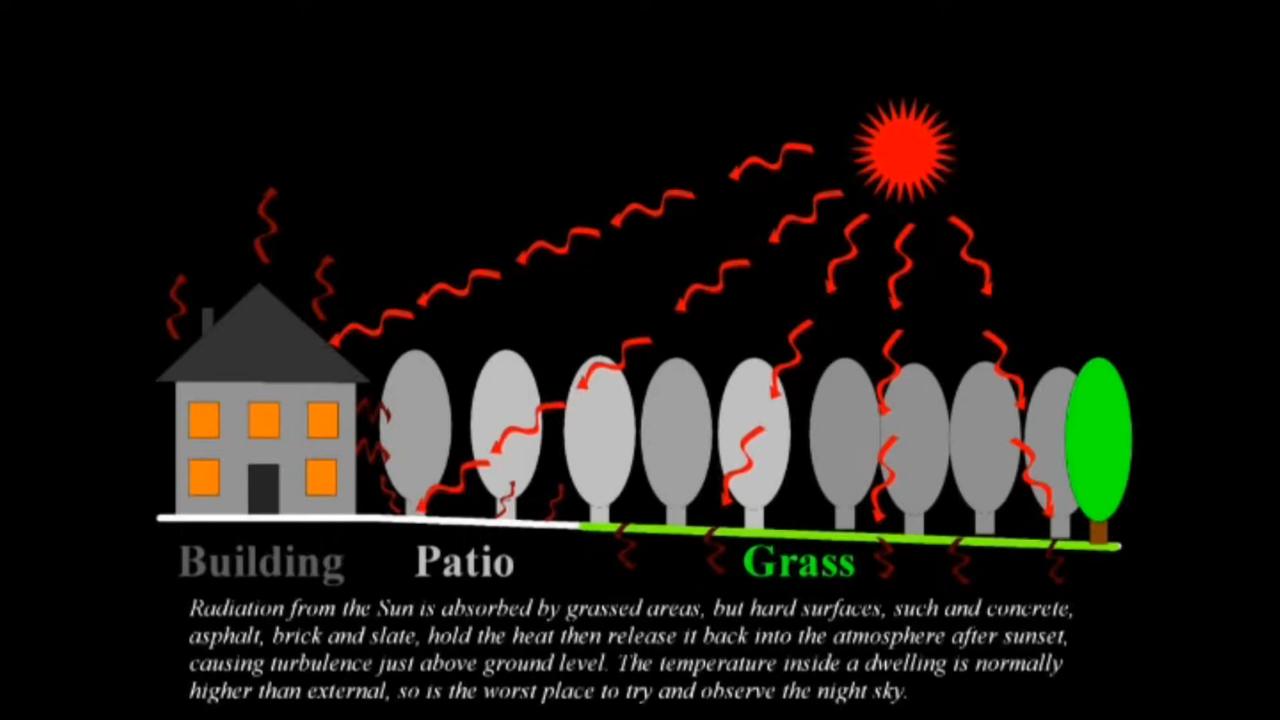 Building
Patio
Grass
Radiation from the Sun is absorbed by grassed areas, but hard surfaces, such and concrete,
asphalt, brick and slate, hold the heat then release it back into the atmosphere after sunset,
causing turbulence just above ground level. The temperature inside a dwelling is normally
higher than external, so is the worst place to try and observe the night sky.